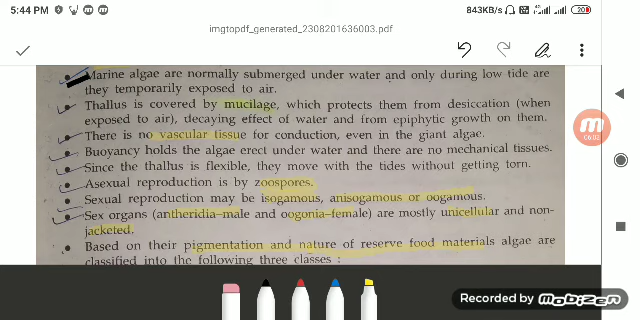 5:44 PM
843KB/s
4G
20
imgtopdf_generated_2308201636003.pdf
Marine algae are normally submerged under water and only during low tide are
they temporarily exposed to air.
Thallus is covered by mucilage, which protects them from desiccation (when
exposed to air), decaying effect of water and from epiphytic growth on them.
There is no vascular tissue for conduction, even in the giant algae.
Buoyancy holds the algae erect under water and there are no mechanical tissues.
Since the thallus is flexible, they move with the tides without getting torn.
Asexual reproduction is by zoospores.
Sexual reproduction may be isogamous, anisogamous or oogamous.
Sex organs (antheridia–male and oogonia–female) are mostly unicellular and non-
jacketed.
Based on their pigmentation and nature of reserve food materials algae are
classified into the following three classes :
m
06:02
Recorded by mobizen